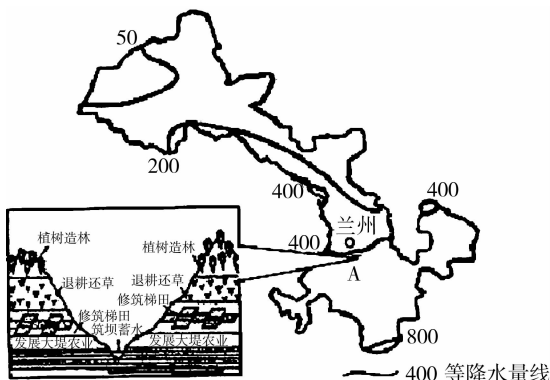 50
200
400
400
兰州
400
A
800
400 等降水量线
植树造林
植树造林
退耕还草
退耕还草
修筑梯田
修筑梯田
筑坝蓄水
发展大堤农业
发展大堤农业